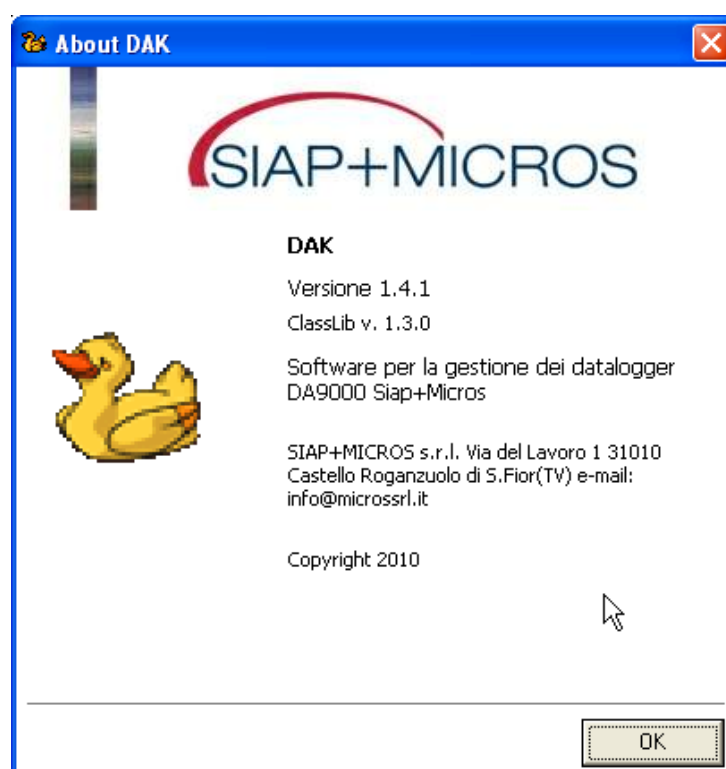 About DAK
SIAP+MICROS
DAK
Versione 1.4.1
ClassLib v. 1.3.0
Software per la gestione dei datalogger
DA9000 Siap+Micros
SIAP+MICROS s.r.l. Via del Lavoro 1 31010
Castello Roganzuolo di S.Fior(TV) e-mail:
info@microssrl.it
Copyright 2010
OK